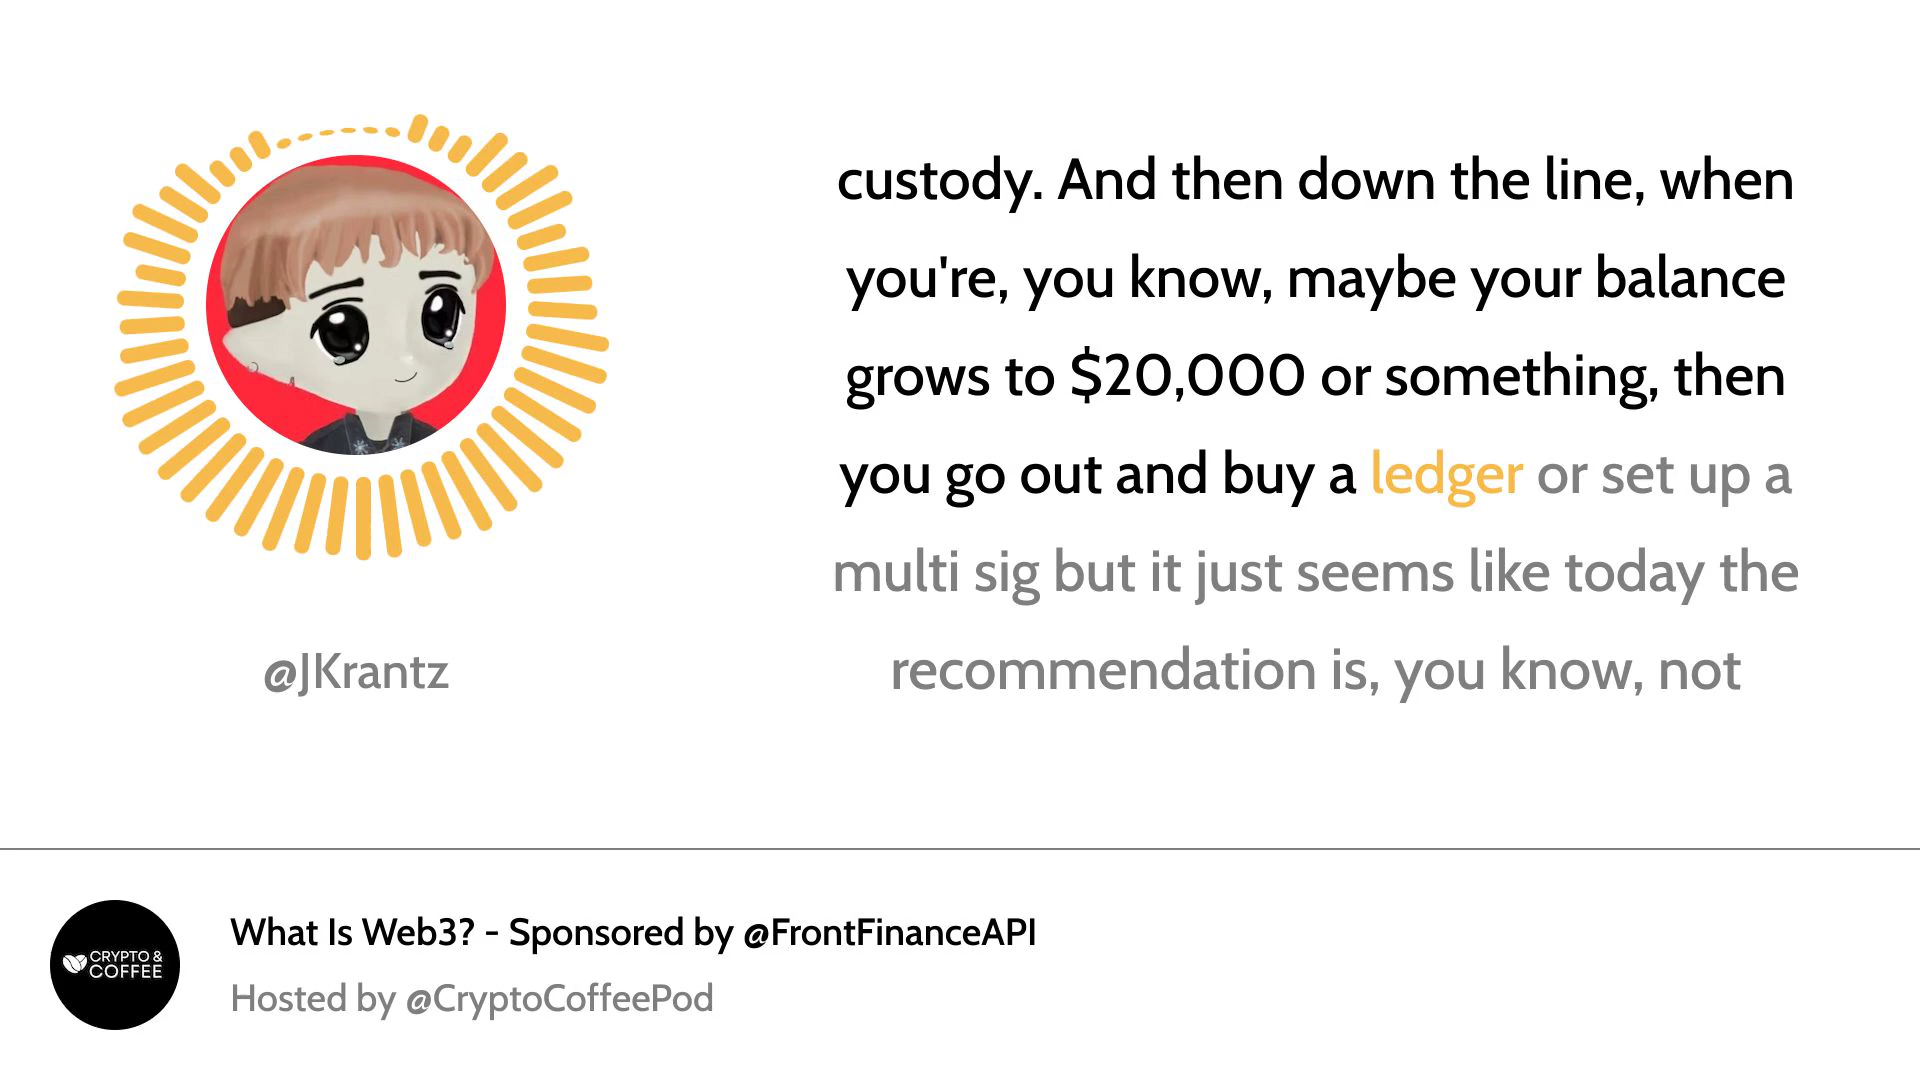 custody. And then down the line, when
you're, you know, maybe your balance
grows to $20,000 or something, then
you go out and buy a ledger or set up a
multi sig but it just seems like today the
recommendation is, you know, not
@JKrantz
CRYPTO &
COFFEE
What Is Web3? - Sponsored by @FrontFinanceAPI
Hosted by @CryptoCoffeePod